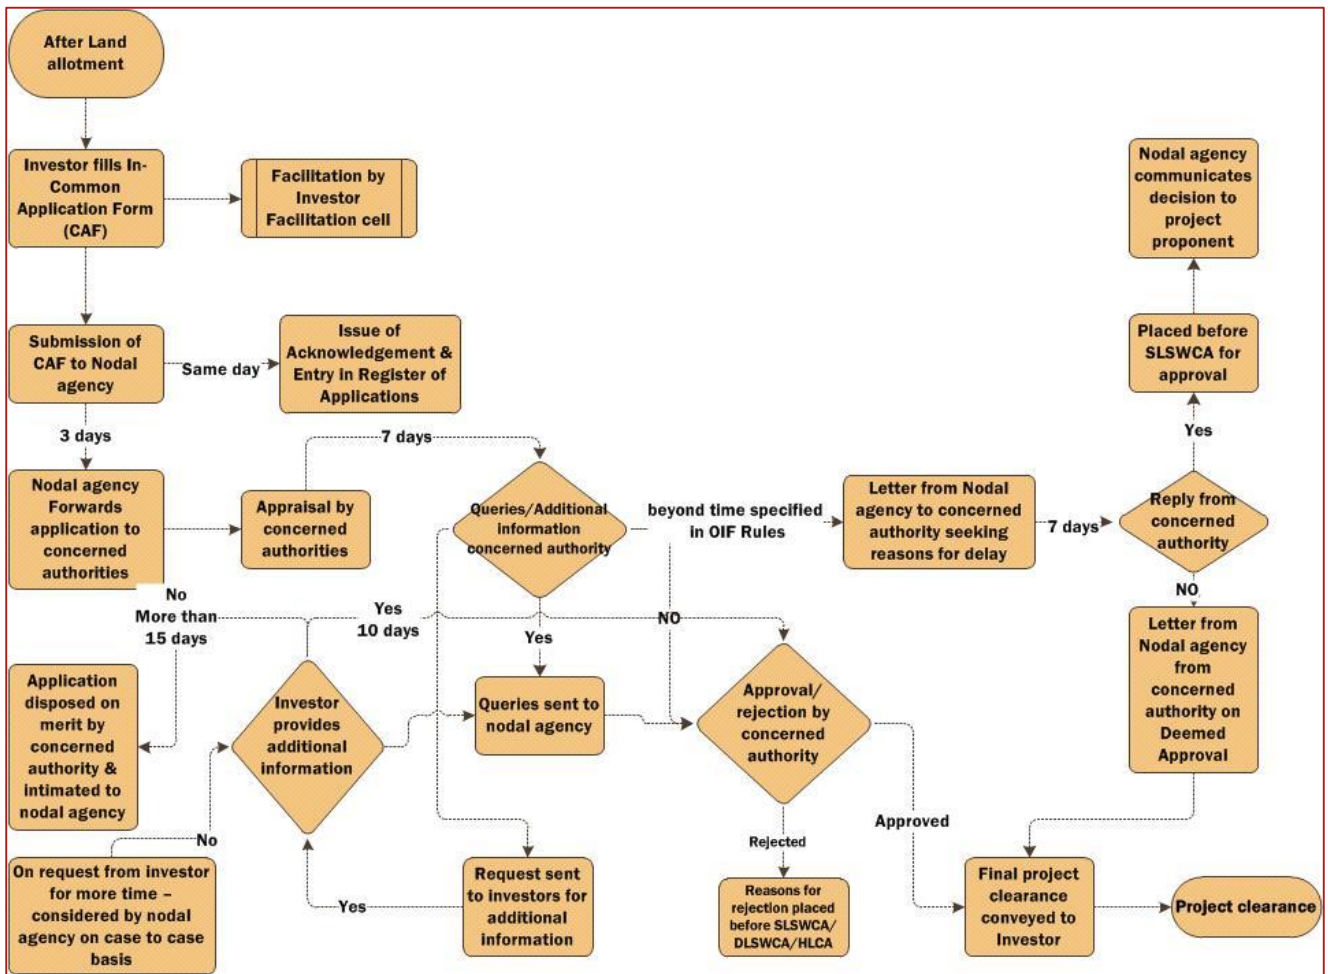 After Land
allotment
Investor fills In-
Common
Application Form
(CAF)
Facilitation by
Investor
Facilitation cell
Nodal agency
communicates
decision to
project
proponent
Submission of
CAF to Nodal
agency
Same day
Issue of
Acknowledgement &
Entry in Register of
Applications
Placed before
SLSWCA for
approval
3 days
7 days
Yes
Nodal agency
Forwards
application to
concerned
authorities
Appraisal by
concerned
authorities
Queries/Additional
information
concerned authority
beyond time specified
in OIF Rules
Letter from Nodal
agency to concerned
authority seeking
reasons for delay
7 days
Reply from
concerned
authority
No
More than
15 days
Yes
10 days
Yes
NO
NO
Application
disposed on
merit by
concerned
authority &
intimated to
nodal agency
Investor
provides
additional
information
Queries sent to
nodal agency
Approval/
rejection by
concerned
authority
Letter from
Nodal agency
from
concerned
authority on
Deemed
Approval
No
Approved
Rejected
On request from investor
for more time –
considered by nodal
agency on case to case
basis
Yes
Request sent
to investors for
additional
information
Reasons for
rejection placed
before SLSWCA/
DLSWCA/HLCA
Final project
clearance
conveyed to
Investor
Project clearance